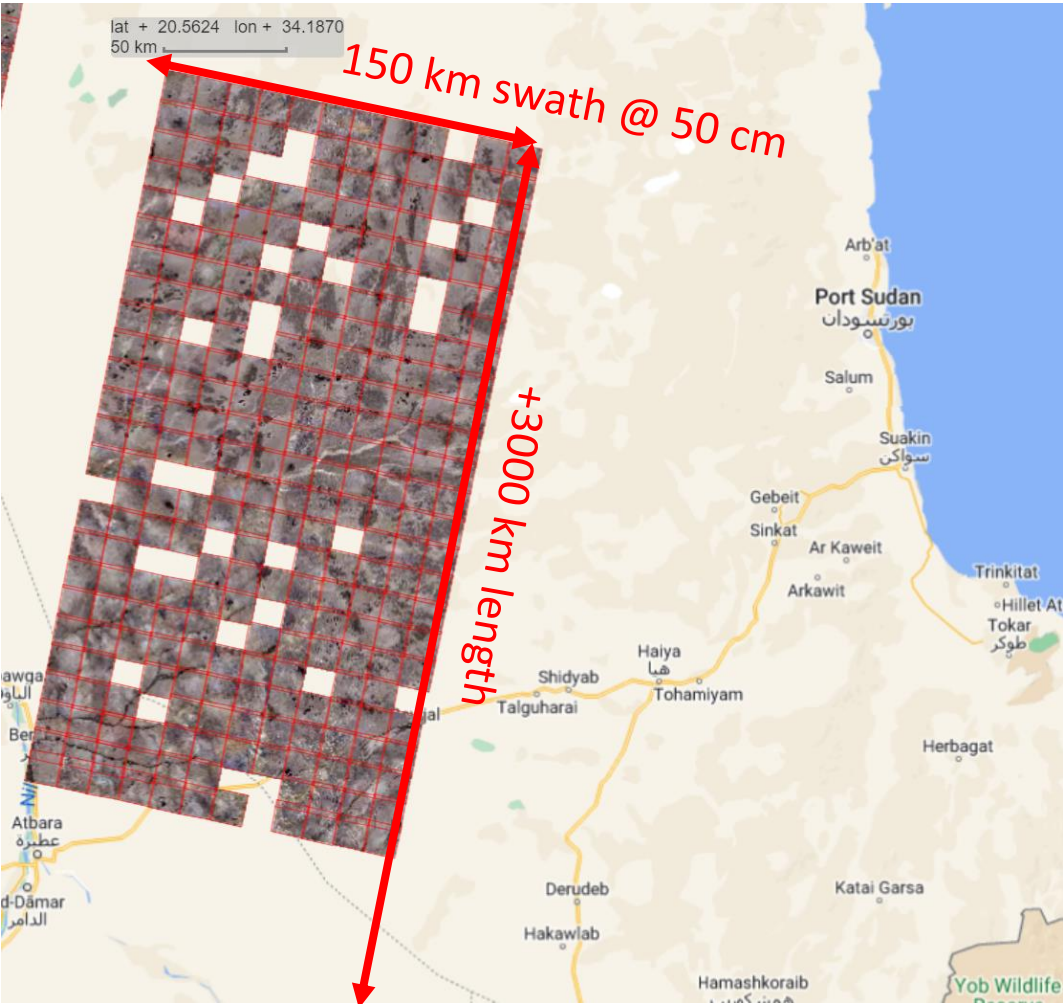 lat + 20.5624 lon + 34.1870
50 km
150 km swath @ 50 cm
+3000 km length
Arb'at
Port Sudan
بورتسودان
Salum
Suakin
سواكن
Gebeit
Sinkat
Ar Kaweit
Arkawit
Trinkitat
Hillet At
Tokar
طوكر
Haiya
هيا
Shidyab
Tohamiyam
Talguharai
Herbagat
Atbara
عطبرة
d-Dāmar
الدامر
Derudeb
Katai Garsa
Hakawlab
Hamashkoraib
Yob Wildlife